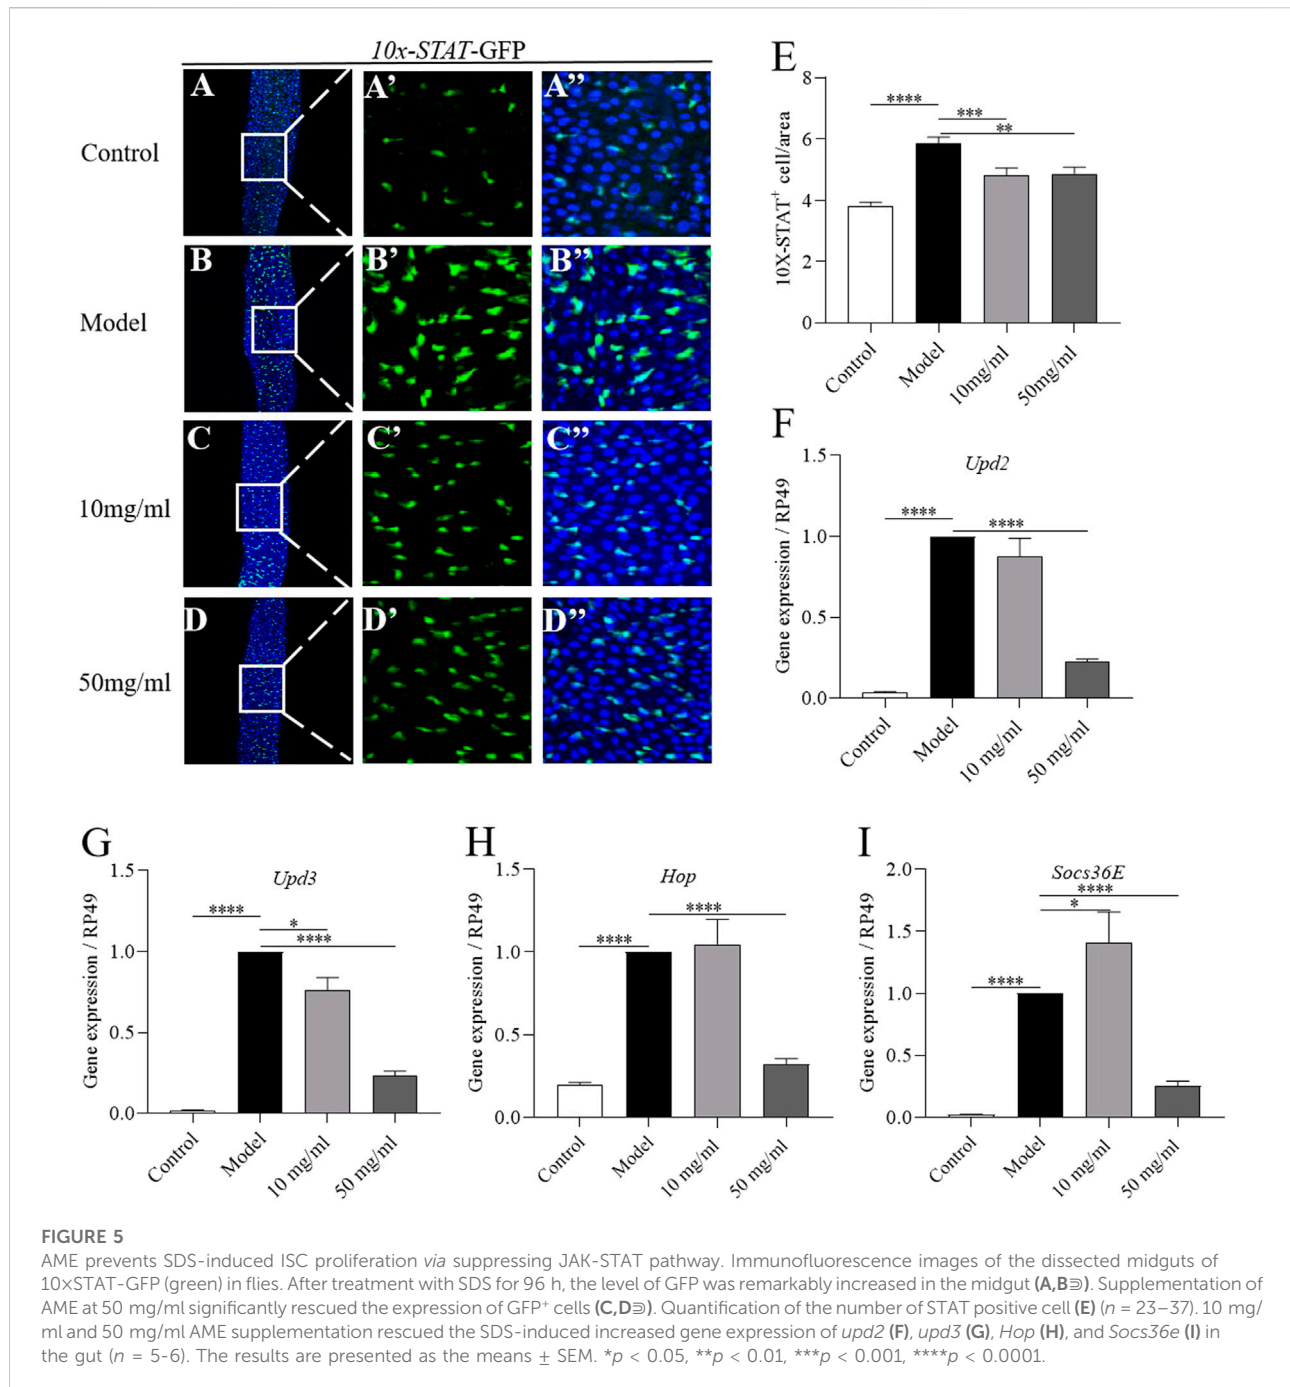 10x-STAT-GFP
A
A’
A’’
Control
B
B’
B’’
Model
C
C’
C’’
10mg/ml
D
D’
D’’
50mg/ml
E
10X-STAT⁺ cell/area
8
6
4
2
0
****
***
**
Control
Model
10mg/ml
50mg/ml
F
Upd2
Gene expression / RP49
1.5
1.0
0.5
0.0
****
****
Control
Model
10 mg/ml
50 mg/ml
G
Upd3
Gene expression / RP49
1.5
1.0
0.5
0.0
****
*
****
Control
Model
10 mg/ml
50 mg/ml
H
Hop
Gene expression / RP49
1.5
1.0
0.5
0.0
****
****
Control
Model
10 mg/ml
50 mg/ml
I
Socs36E
Gene expression / RP49
2.0
1.5
1.0
0.5
0.0
****
*
****
Control
Model
10 mg/ml
50 mg/ml
FIGURE 5
AME prevents SDS-induced ISC proliferation via suppressing JAK-STAT pathway. Immunofluorescence images of the dissected midguts of
10×STAT-GFP (green) in flies. After treatment with SDS for 96 h, the level of GFP was remarkably increased in the midgut (A,B∋). Supplementation of
AME at 50 mg/ml significantly rescued the expression of GFP⁺ cells (C,D∋). Quantification of the number of STAT positive cell (E) (n = 23–37). 10 mg/
ml and 50 mg/ml AME supplementation rescued the SDS-induced increased gene expression of upd2 (F), upd3 (G), Hop (H), and Socs36e (I) in
the gut (n = 5-6). The results are presented as the means ± SEM. *p < 0.05, **p < 0.01, ***p < 0.001, ****p < 0.0001.